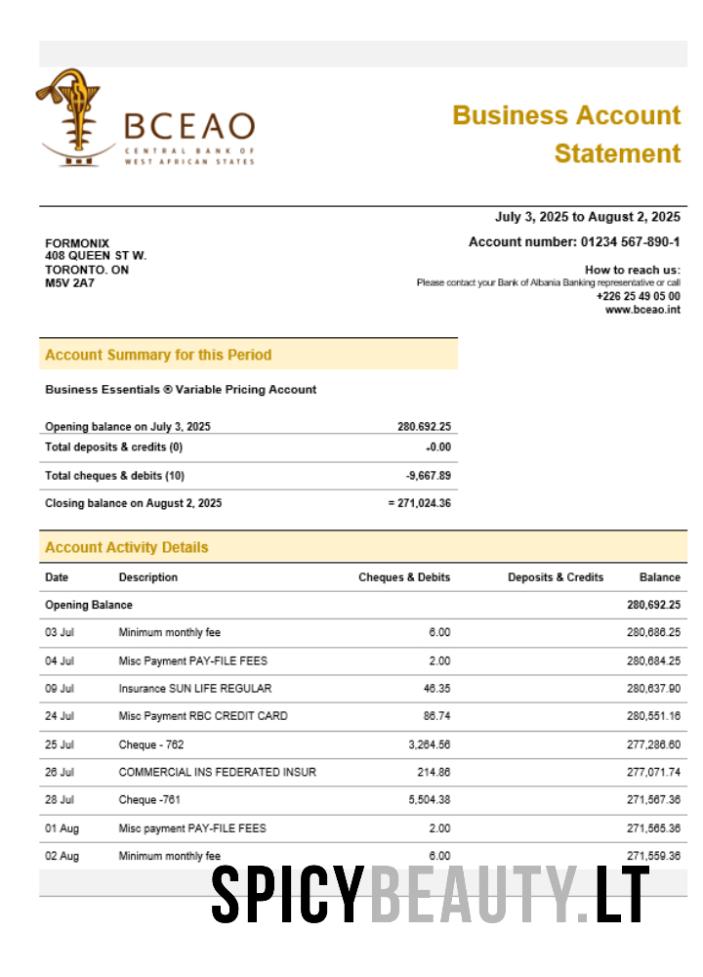 BCEAO
CENTRAL BANK OF
WEST AFRICAN STATES
Business Account
Statement
July 3, 2025 to August 2, 2025
FORMONIX
408 QUEEN ST W.
TORONTO. ON
M5V 2A7
Account number: 01234 567-890-1
How to reach us:
Please contact your Bank of Albania Banking representative or call
+226 25 49 05 00
www.bceao.int
Account Summary for this Period
Business Essentials ® Variable Pricing Account
Opening balance on July 3, 2025 280.692.25
Total deposits & credits (0) -0.00
Total cheques & debits (10) -9,667.89
Closing balance on August 2, 2025 = 271,024.36
Account Activity Details
Date Description Cheques & Debits Deposits & Credits Balance
Opening Balance 280,692.25
03 Jul Minimum monthly fee 6.00 280,686.25
04 Jul Misc Payment PAY-FILE FEES 2.00 280,684.25
09 Jul Insurance SUN LIFE REGULAR 46.35 280,637.90
24 Jul Misc Payment RBC CREDIT CARD 86.74 280,551.16
25 Jul Cheque - 762 3,264.56 277,286.60
26 Jul COMMERCIAL INS FEDERATED INSUR 214.86 277,071.74
28 Jul Cheque -761 5,504.38 271,567.36
01 Aug Misc payment PAY-FILE FEES 2.00 271,565.36
02 Aug Minimum monthly fee 6.00 271,559.36
SPICYBEAUTY.LT